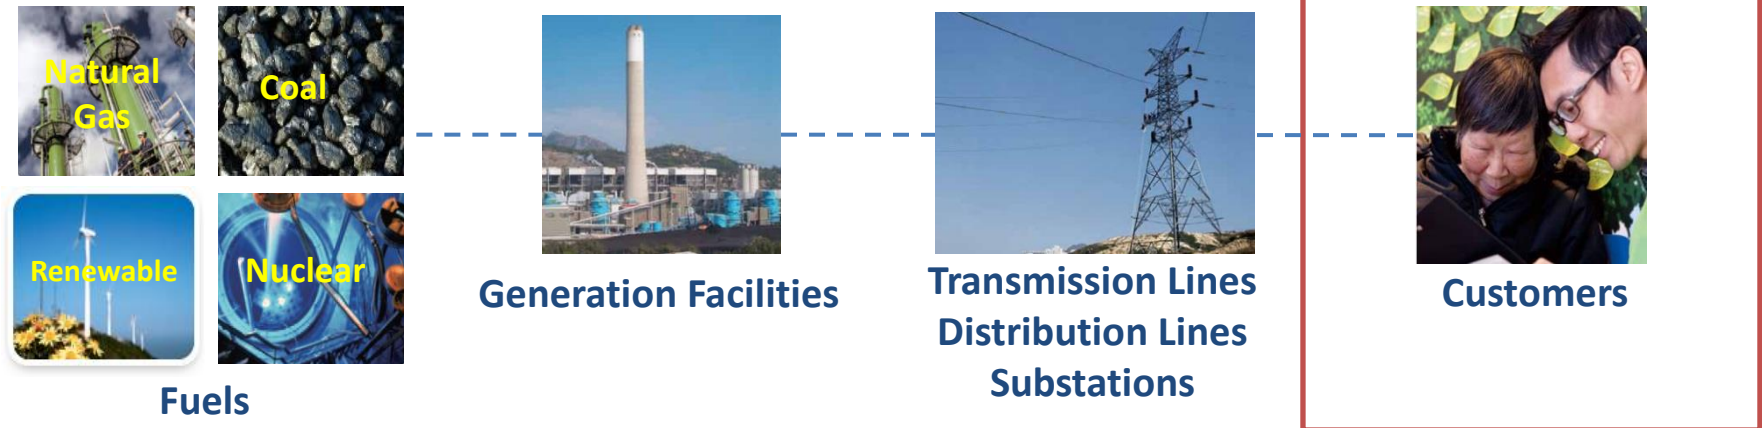 Natural
Gas
Coal
Renewable
Nuclear
Fuels
Generation Facilities
Transmission Lines
Distribution Lines
Substations
Customers